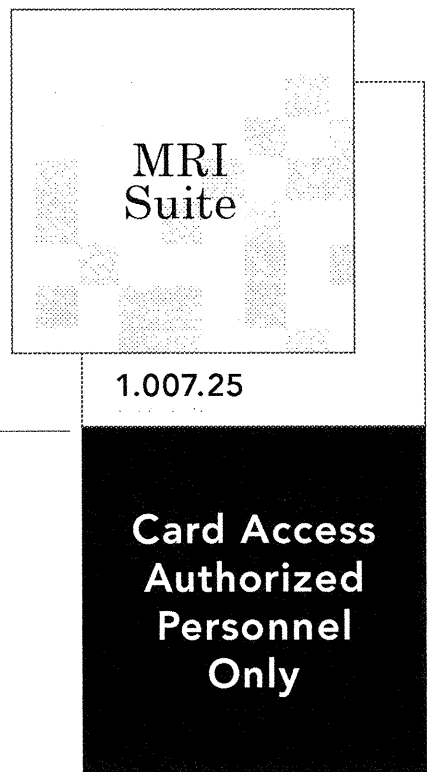 MRI
Suite
1.007.25
Card Access
Authorized
Personnel
Only